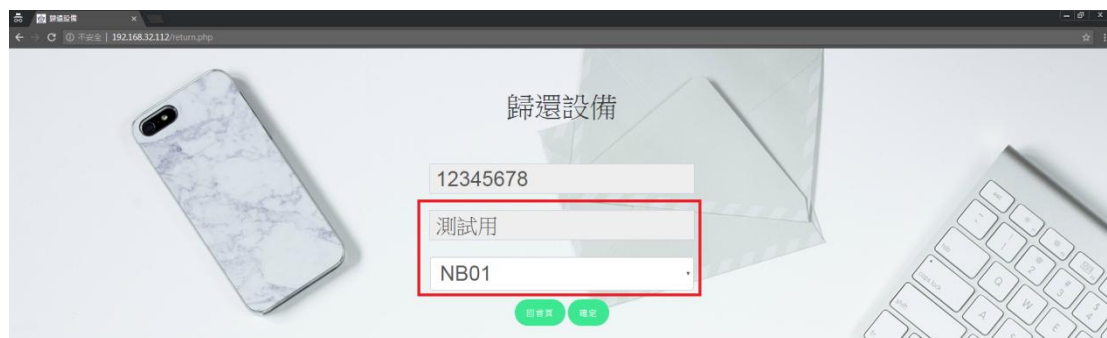 歸還設備
不安全 | 192.168.32.112/return.php
歸還設備
12345678
測試用
NB01
回首頁 確定